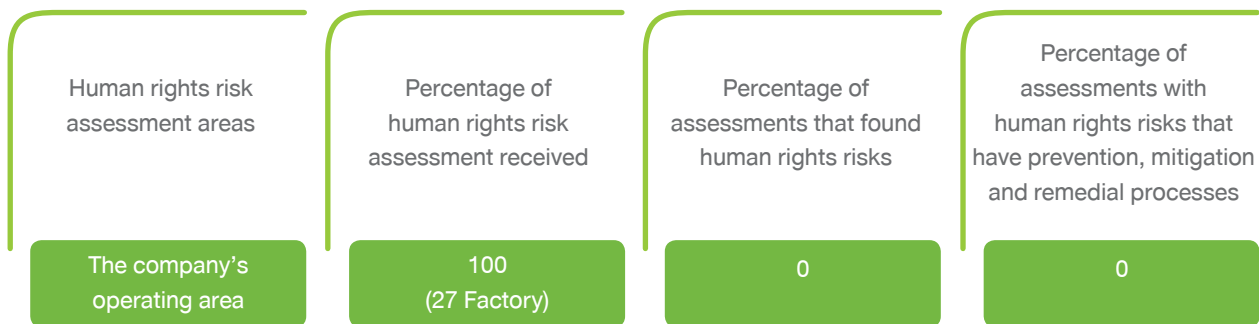 Human rights risk
assessment areas
The company's
operating area
Percentage of
human rights risk
assessment received
100
(27 Factory)
Percentage of
assessments that found
human rights risks
0
Percentage of
assessments with
human rights risks that
have prevention, mitigation
and remedial processes
0